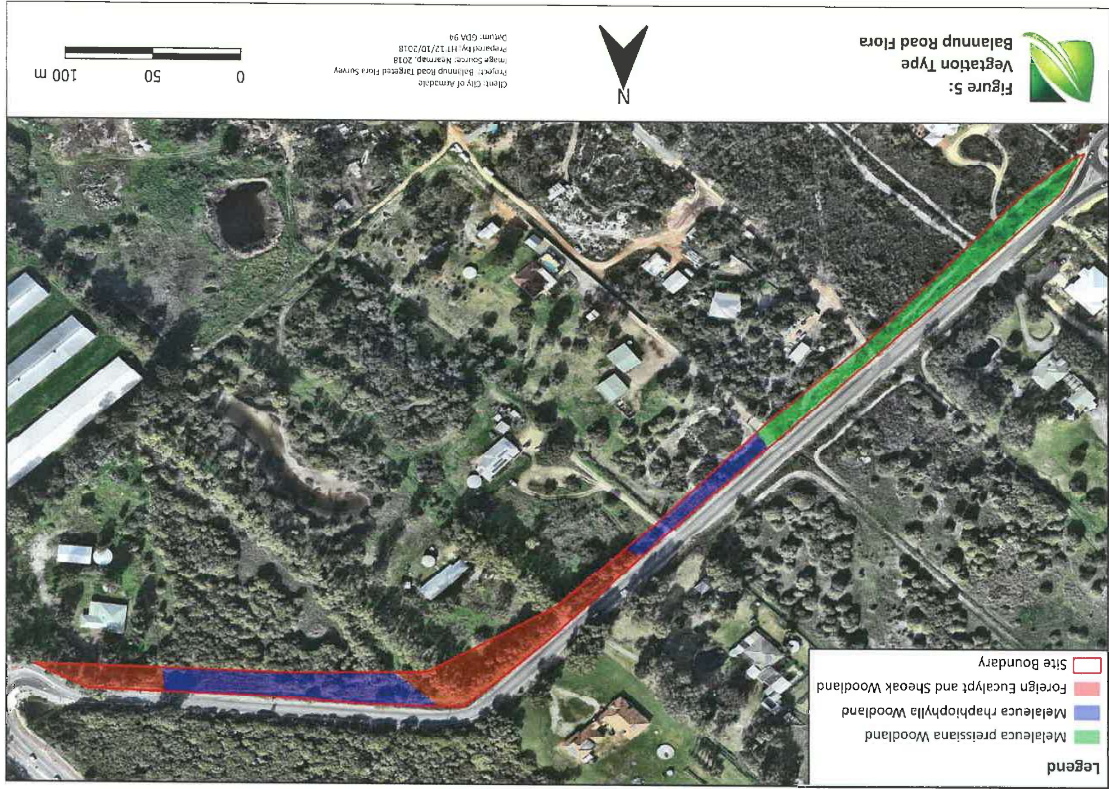 Legend
Melaleuca preissiana Woodland
Melaleuca rhaphiophylla Woodland
Foreign Eucalypt and Sheoak Woodland
Site Boundary
Figure 5:
Vegtation Type
Balannup Road Flora
N
Client: City of Armadale
Project: Balannup Road Targeted Flora Survey
Image Source: Nearmap, 2018
Prepared by: HT 12/10/2018
Datum: GDA 94
0 50 100 m